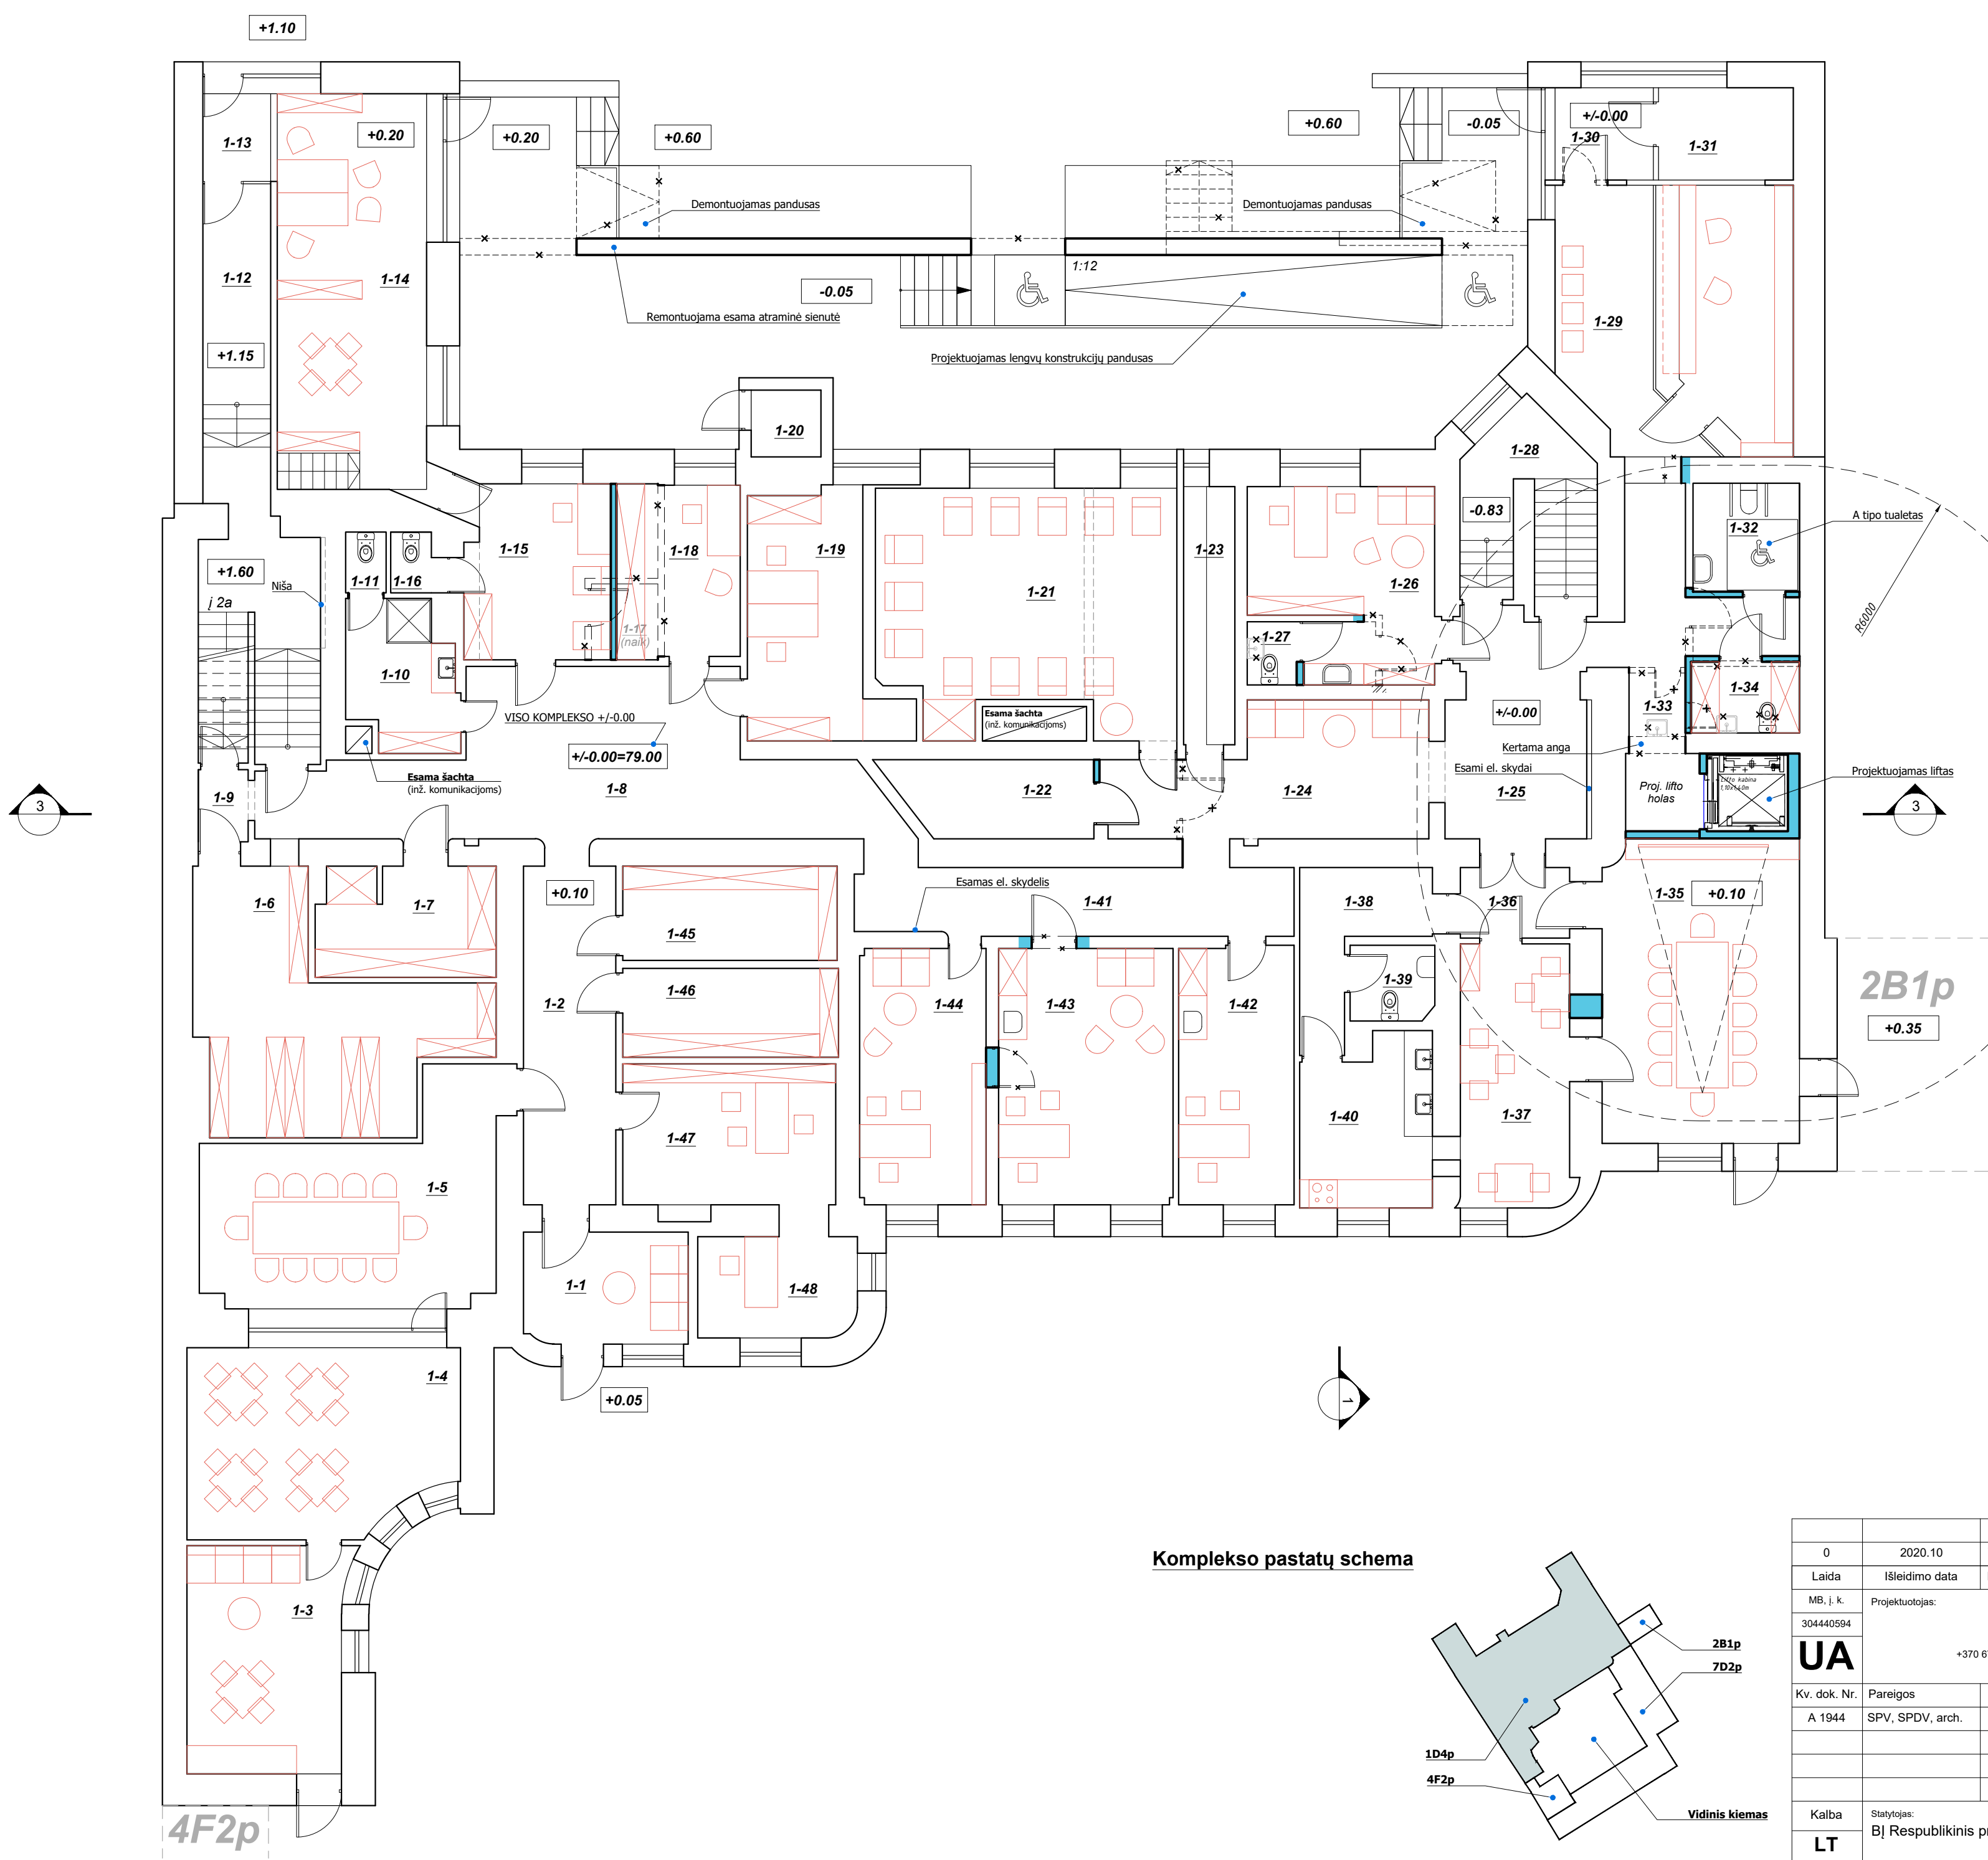 +1.10
+0.20
+0.20
+0.60
+0.60
-0.05
+/-0.00
1-13
1-30
1-31
Demontuojamas pandusas
Demontuojamas pandusas
1-12
1-14
-0.05
1:12
Remontuojama esama atraminė sienutė
1-29
+1.15
Projektuojamas lengvų konstrukcijų pandusas
1-20
1-28
-0.83
A tipo tualetas
1-32
1-15
1-18
1-19
1-23
+1.60
Niša
1-11
1-16
1-26
1-21
į 2a
R6000
1-17
(naik)
1-27
1-10
1-34
1-33
VISO KOMPLEKSO +/-0.00
Esama šachta
(inž. komunikacijoms)
+/-0.00
+/-0.00=79.00
Kertama anga
Esami el. skydai
Esama šachta
(inž. komunikacijoms)
Projektuojamas liftas
Lifto kabina
1,10x1,40m
Proj. lifto
holas
1-9
1-8
1-22
1-24
1-25
3
3
+0.10
Esamas el. skydelis
1-35
+0.10
1-6
1-7
1-41
1-38
1-36
1-45
1-39
1-46
1-2
1-44
1-43
1-42
2B1p
+0.35
1-47
1-40
1-37
1-5
1-1
1-48
1-4
+0.05
1
Komplekso pastatų schema
1-3
2B1p
7D2p
1D4p
4F2p
Vidinis kiemas
4F2p
0
2020.10
Laida
Išleidimo data
MB, į. k.
Projektuotojas:
304440594
UA
+370 6
Kv. dok. Nr.
Pareigos
A 1944
SPV, SPDV, arch.
Kalba
Statytojas:
LT
BĮ Respublikinis p